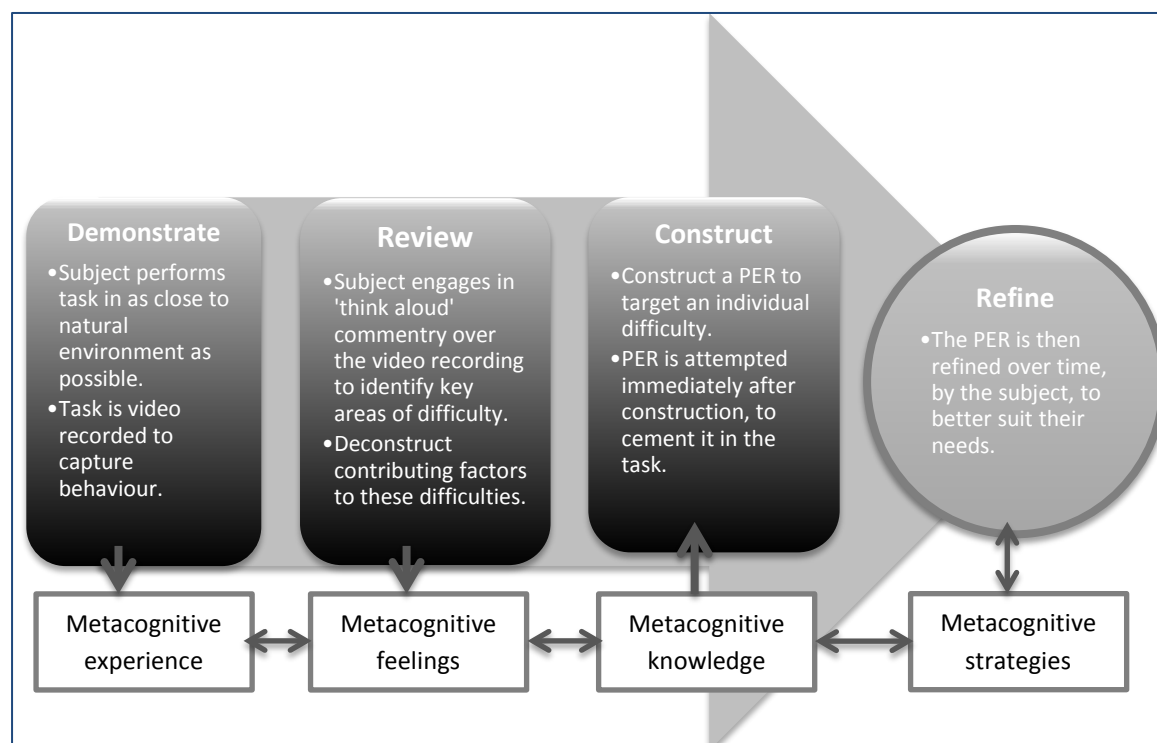 Demonstrate
•Subject performs
task in as close to
natural
environment as
possible.
•Task is video
recorded to
capture
behaviour.
Review
•Subject engages in
'think aloud'
commentry over
the video recording
to identify key
areas of difficulty.
•Deconstruct
contributing factors
to these difficulties.
Construct
•Construct a PER to
target an individual
difficulty.
•PER is attempted
immediately after
construction, to
cement it in the
task.
Refine
•The PER is then
refined over time,
by the subject, to
better suit their
needs.
Metacognitive
experience
Metacognitive
feelings
Metacognitive
knowledge
Metacognitive
strategies